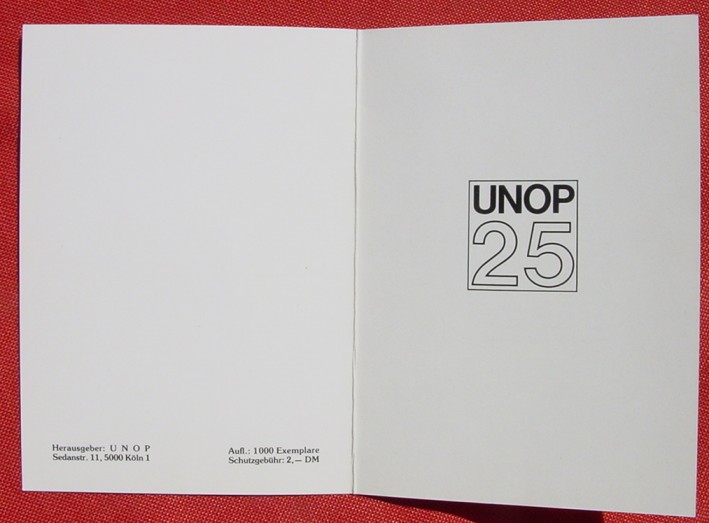 Herausgeber: U N O P
Sedanstr. 11, 5000 Köln 1
Aufl.: 1000 Exemplare
Schutzgebühr: 2,— DM
UNOP
25